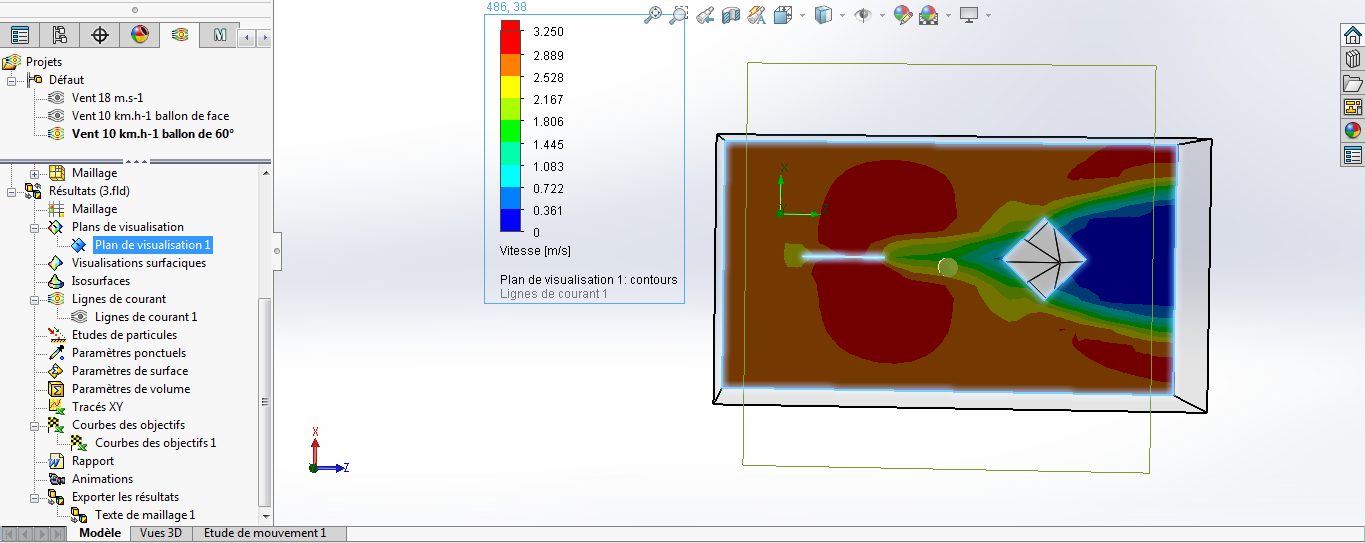 Projets
Défaut
Vent 18 m.s-1
Vent 10 km.h-1 ballon de face
Vent 10 km.h-1 ballon de 60°
Maillage
Résultats (3.fld)
Maillage
Plans de visualisation
Plan de visualisation 1
Visualisations surfaciques
Isosurfaces
Lignes de courant
Lignes de courant 1
Etudes de particules
Paramètres ponctuels
Paramètres de surface
Paramètres de volume
Tracés XY
Courbes des objectifs
Courbes des objectifs 1
Rapport
Animations
Exporter les résultats
Texte de maillage 1
Modèle
Vues 3D
Etude de mouvement 1
486, 38
3.250
2.889
2.528
2.167
1.806
1.445
1.083
0.722
0.361
0
Vitesse [m/s]
Plan de visualisation 1: contours
Lignes de courant 1
X
X
Z